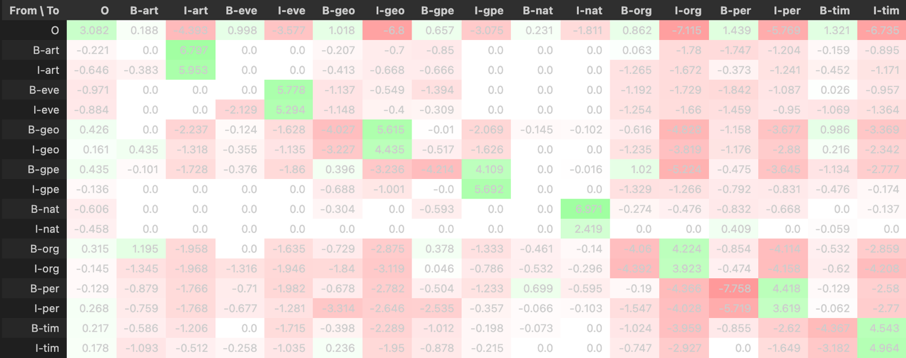 From \ To O B-art I-art B-eve I-eve B-geo I-geo B-gpe I-gpe B-nat I-nat B-org I-org B-per I-per B-tim I-tim
O 3.082 0.188 0.998 -3.577 1.018 -6.8 0.657 -3.075 0.231 -1.811 0.862 -7.115 1.439 1.321 -6.735
B-art -0.221 0.0 6.797 0.0 0.0 -0.207 -0.7 -0.85 0.0 0.0 0.0 0.063 -1.78 -1.747 -1.204 -0.159 -0.895
I-art -0.646 -0.383 5.953 0.0 0.0 -0.413 -0.668 -0.666 0.0 0.0 0.0 -1.265 -1.672 -0.373 -1.241 -0.452 -1.171
B-eve -0.971 0.0 0.0 0.0 5.778 -1.137 -0.549 -1.394 0.0 0.0 0.0 -1.192 -1.729 -1.842 -1.087 0.026 -0.957
I-eve -0.884 0.0 0.0 -2.129 5.294 -1.148 -0.4 -0.309 0.0 0.0 0.0 -1.254 -1.66 -1.459 -0.95 -1.069 -1.364
B-geo 0.426 0.0 -2.237 -0.124 -1.628 5.615 -0.01 -2.069 -0.145 -0.102 -0.616 -1.158 0.986 -3.369
I-geo 0.161 0.435 -1.318 -0.355 -1.135 -3.227 4.435 -0.517 -1.626 0.0 0.0 -1.235 -1.176 -2.86 0.216 -2.342
B-gpe 0.435 -0.101 -1.728 -0.376 -1.86 0.396 -3.236 4.109 0.0 -0.016 1.02 -0.475 -3.645 -1.134 -2.777
I-gpe -0.136 0.0 0.0 0.0 0.0 -0.688 -1.001 -0.0 5.692 0.0 0.0 -1.329 -1.266 -0.792 -0.831 -0.476 -0.174
B-nat -0.606 0.0 0.0 0.0 0.0 -0.304 0.0 -0.593 0.0 0.0 6.971 -0.274 -0.476 -0.832 -0.668 0.0 -0.137
I-nat -0.458 0.0 0.0 0.0 0.0 0.0 0.0 0.0 0.0 0.0 2.419 0.0 0.0 0.409 0.0 -0.059 0.0
B-org 0.315 1.195 -1.958 0.0 -1.635 -0.729 -2.875 0.378 -1.333 -0.461 -0.14 4.224 -0.854 -0.532 -2.859
I-org -0.145 -1.345 -1.968 -1.316 -1.946 -1.84 -3.119 0.046 -0.786 -0.532 -0.296 3.923 -0.474 -0.62
B-per -0.129 -0.879 -1.766 -0.71 -1.982 -0.678 -2.782 -0.504 -1.233 0.699 -0.595 -0.19 -7.758 4.418 -0.129 -2.58
I-per 0.268 -0.759 -1.768 -0.677 -1.281 -3.314 -2.646 -2.535 -0.357 -0.066 -0.103 -1.547 3.619 -0.062 -2.77
B-tim 0.217 -0.586 -1.206 0.0 -1.715 -0.398 -2.289 -1.012 -0.198 -0.073 0.0 -1.024 -0.855 -2.62 4.543
I-tim 0.178 -1.093 -0.512 -0.258 -1.035 0.236 -1.95 -0.878 -0.215 0.0 0.0 -0.747 -2.927 0.0 -1.649 -3.182 4.964